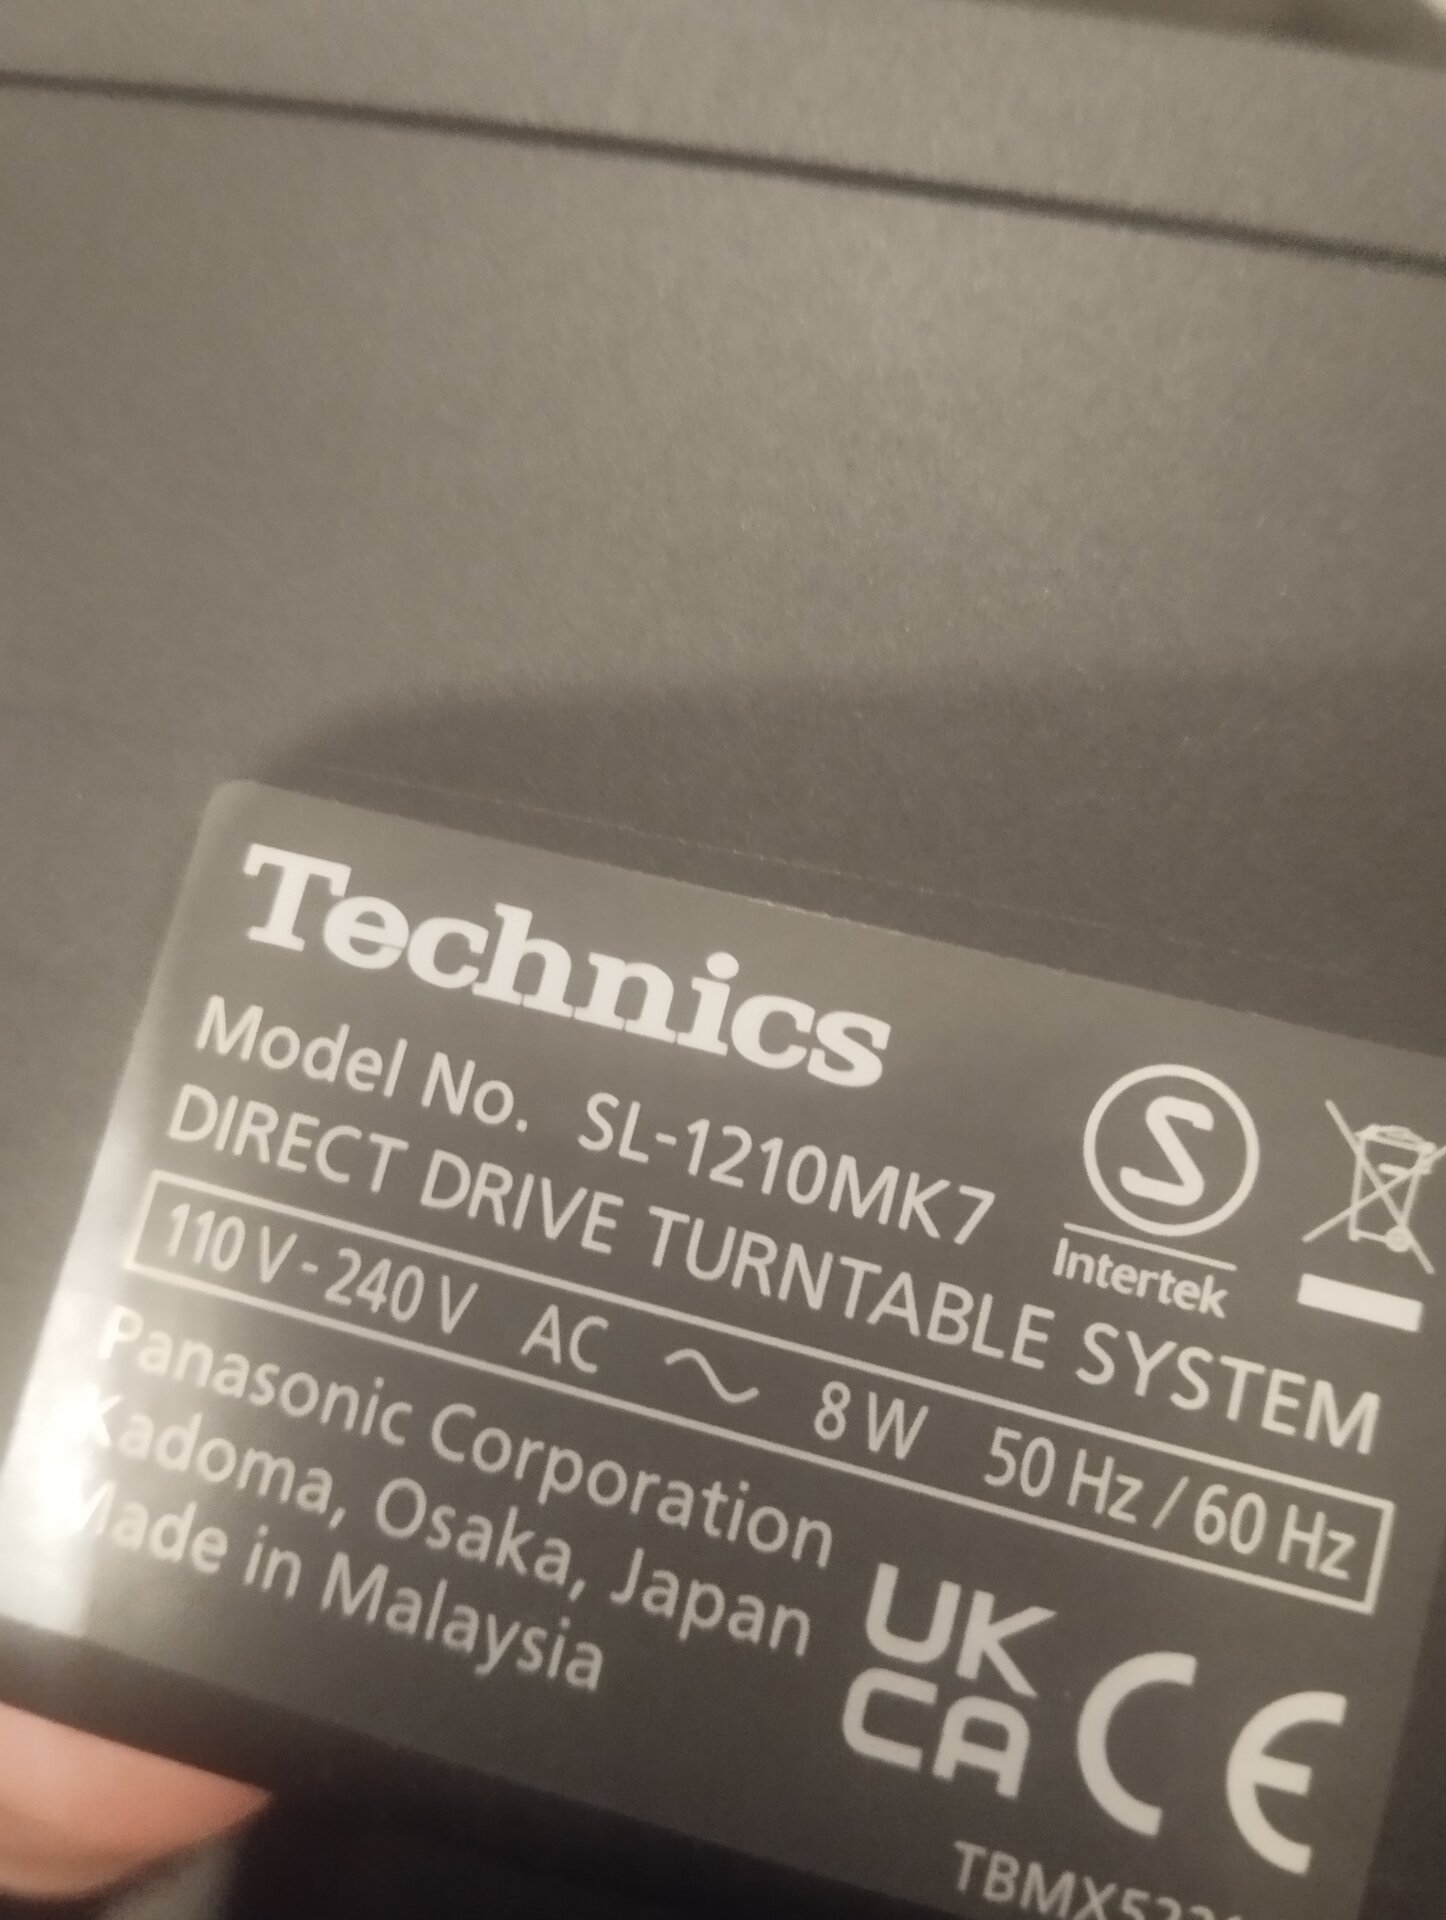 Technics
Model No. SL-1210MK7
DIRECT DRIVE TURNTABLE SYSTEM
S
Intertek
110 V - 240 V AC ～ 8 W 50 Hz / 60 Hz
Panasonic Corporation
Kadoma, Osaka, Japan
Made in Malaysia
UK
CA
CE